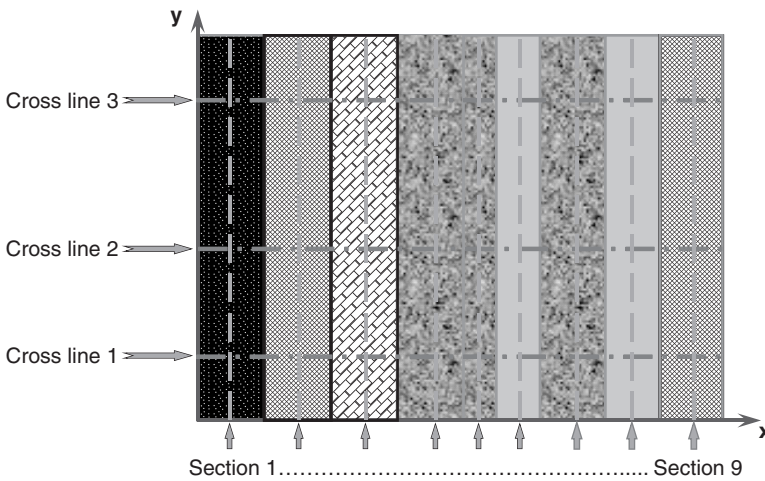 y
Cross line 3
Cross line 2
Cross line 1
x
Section 1……………………………………………..... Section 9